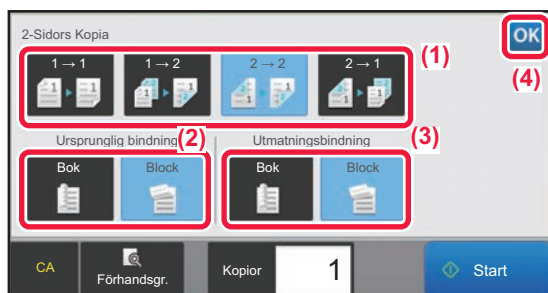 2-Sidors Kopia
OK
(1)
(4)
1 → 1
1 → 2
2 → 2
2 → 1
Ursprunglig bindning
(2)
Utmatningsbindning
(3)
Bok
Block
Bok
Block
CA
Förhandsgr.
Kopior
1
Start